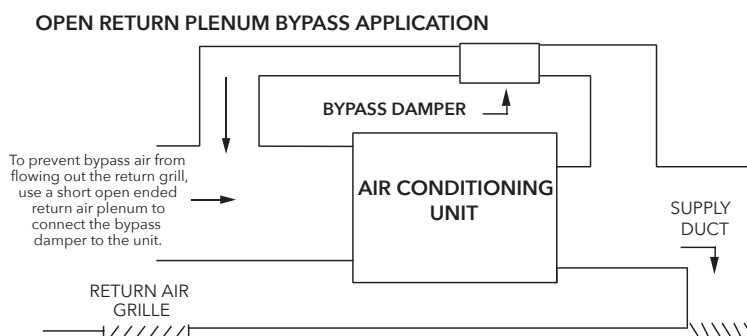 OPEN RETURN PLENUM BYPASS APPLICATION
BYPASS DAMPER
To prevent bypass air from
flowing out the return grill,
use a short open ended
return air plenum to
connect the bypass
damper to the unit.
AIR CONDITIONING
UNIT
SUPPLY
DUCT
RETURN AIR
GRILLE